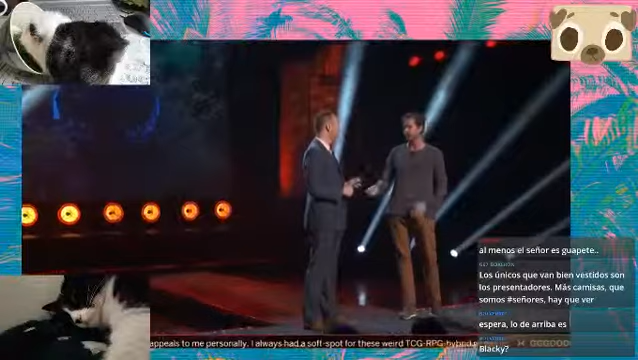 al menos el señor es guapete..
Los únicos que van bien vestidos son
los presentadores. Más camisas, que
somos #señores, hay que ver
espera, lo de arriba es
Blacky?
appeals to me personally. I always had a soft-spot for these weird TCG-RPG-hybrid